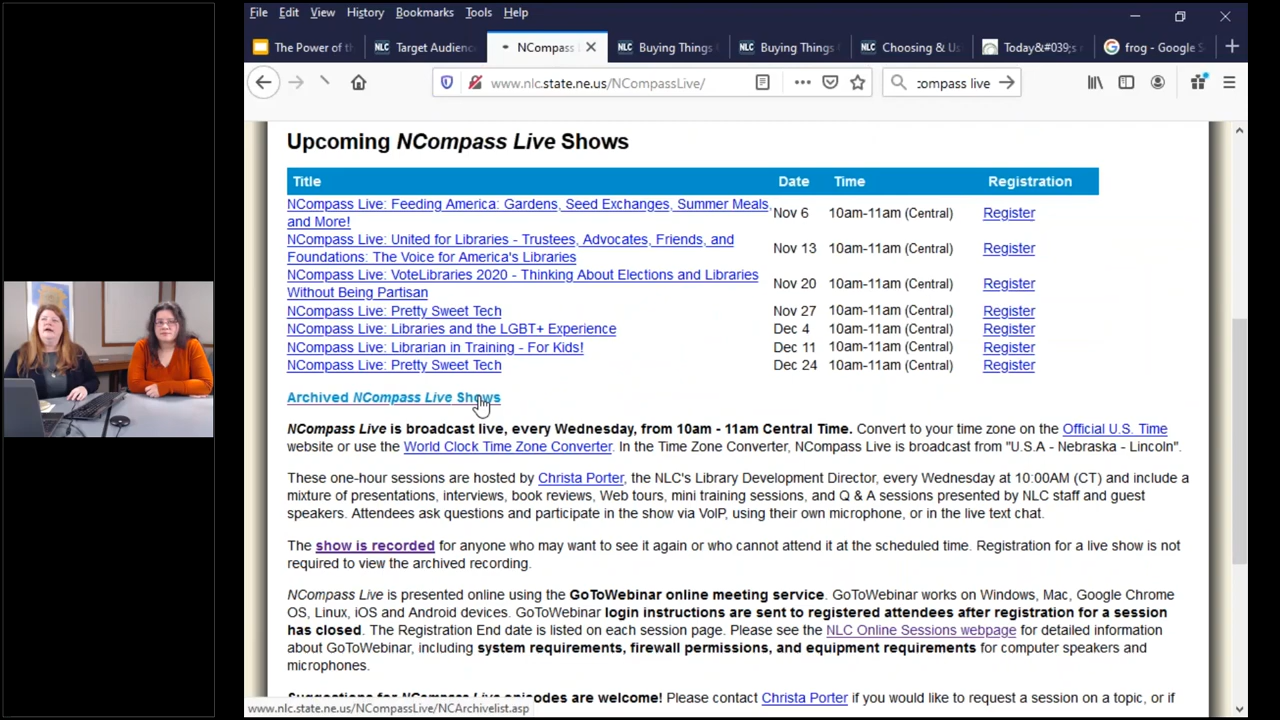 File Edit View History Bookmarks Tools Help
The Power of t
NLC Target Audienc
NCompass
NLC Buying Things
NLC Buying Things
NLC Choosing & Us
Today&#039;s
frog - Google S
www.nlc.state.ne.us/NCompassLive/
compass live
Upcoming NCompass Live Shows
Title Date Time Registration
NCompass Live: Feeding America: Gardens, Seed Exchanges, Summer Meals,
and More! Nov 6 10am-11am (Central) Register
NCompass Live: United for Libraries - Trustees, Advocates, Friends, and
Foundations: The Voice for America's Libraries Nov 13 10am-11am (Central) Register
NCompass Live: VoteLibraries 2020 - Thinking About Elections and Libraries
Without Being Partisan Nov 20 10am-11am (Central) Register
NCompass Live: Pretty Sweet Tech Nov 27 10am-11am (Central) Register
NCompass Live: Libraries and the LGBT+ Experience Dec 4 10am-11am (Central) Register
NCompass Live: Librarian in Training - For Kids! Dec 11 10am-11am (Central) Register
NCompass Live: Pretty Sweet Tech Dec 24 10am-11am (Central) Register
Archived NCompass Live Shows
NCompass Live is broadcast live, every Wednesday, from 10am - 11am Central Time. Convert to your time zone on the Official U.S. Time
website or use the World Clock Time Zone Converter. In the Time Zone Converter, NCompass Live is broadcast from "U.S.A - Nebraska - Lincoln".
These one-hour sessions are hosted by Christa Porter, the NLC's Library Development Director, every Wednesday at 10:00AM (CT) and include a
mixture of presentations, interviews, book reviews, Web tours, mini training sessions, and Q & A sessions presented by NLC staff and guest
speakers. Attendees ask questions and participate in the show via VoIP, using their own microphone, or in the live text chat.
The show is recorded for anyone who may want to see it again or who cannot attend it at the scheduled time. Registration for a live show is not
required to view the archived recording.
NCompass Live is presented online using the GoToWebinar online meeting service. GoToWebinar works on Windows, Mac, Google Chrome
OS, Linux, iOS and Android devices. GoToWebinar login instructions are sent to registered attendees after registration for a session
has closed. The Registration End date is listed on each session page. Please see the NLC Online Sessions webpage for detailed information
about GoToWebinar, including system requirements, firewall permissions, and equipment requirements for computer speakers and
microphones.
Suggestions for NCompass Live episodes are welcome! Please contact Christa Porter if you would like to request a session on a topic, or if
www.nlc.state.ne.us/NCompassLive/NCArchivelist.asp